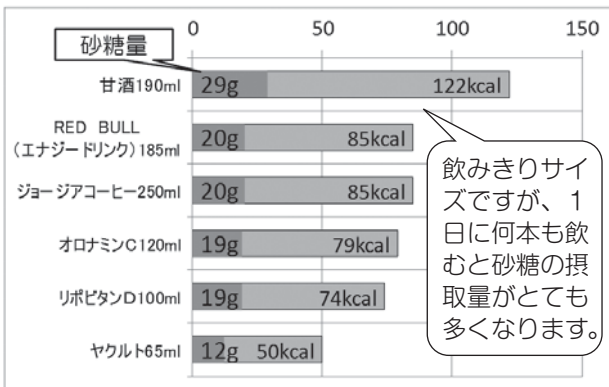 砂糖量
0 50 100 150
甘酒190ml 29g 122kcal
RED BULL
(エナジードリンク)185ml 20g 85kcal
ジョージアコーヒー250ml 20g 85kcal
オロナミンC120ml 19g 79kcal
リポビタンD100ml 19g 74kcal
ヤクルト65ml 12g 50kcal
飲みきりサイ
ズですが、1
日に何本も飲
むと砂糖の摂
取量がとても
多くなります。